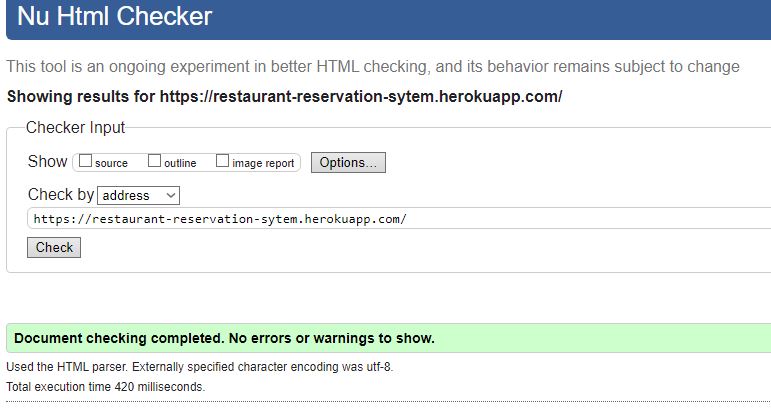 Nu Html Checker
This tool is an ongoing experiment in better HTML checking, and its behavior remains subject to change
Showing results for https://restaurant-reservation-sytem.herokuapp.com/
Checker Input
Show source outline image report Options...
Check by address
https://restaurant-reservation-sytem.herokuapp.com/
Check
Document checking completed. No errors or warnings to show.
Used the HTML parser. Externally specified character encoding was utf-8.
Total execution time 420 milliseconds.